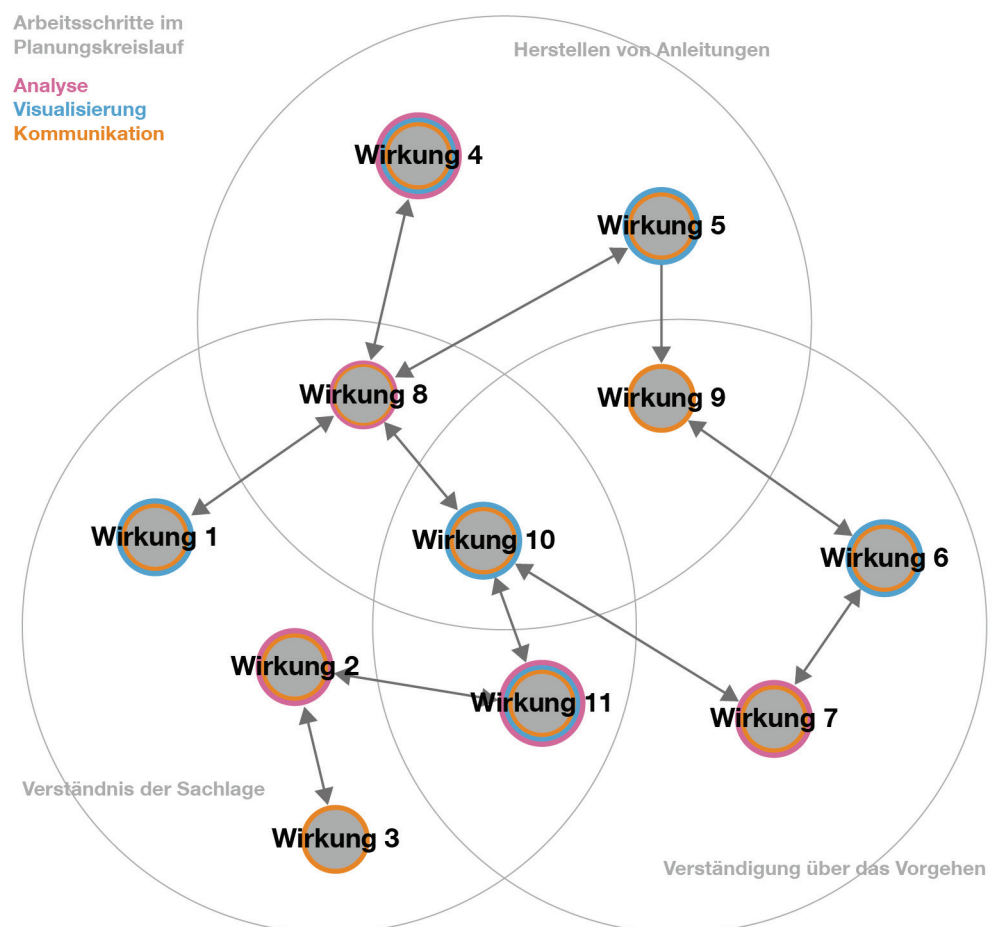 Arbeitsschritte im
Planungskreislauf
Analyse
Visualisierung
Kommunikation
Herstellen von Anleitungen
Wirkung 4
Wirkung 5
Wirkung 8
Wirkung 9
Wirkung 1
Wirkung 10
Wirkung 6
Wirkung 2
Wirkung 11
Wirkung 7
Verständnis der Sachlage
Wirkung 3
Verständigung über das Vorgehen